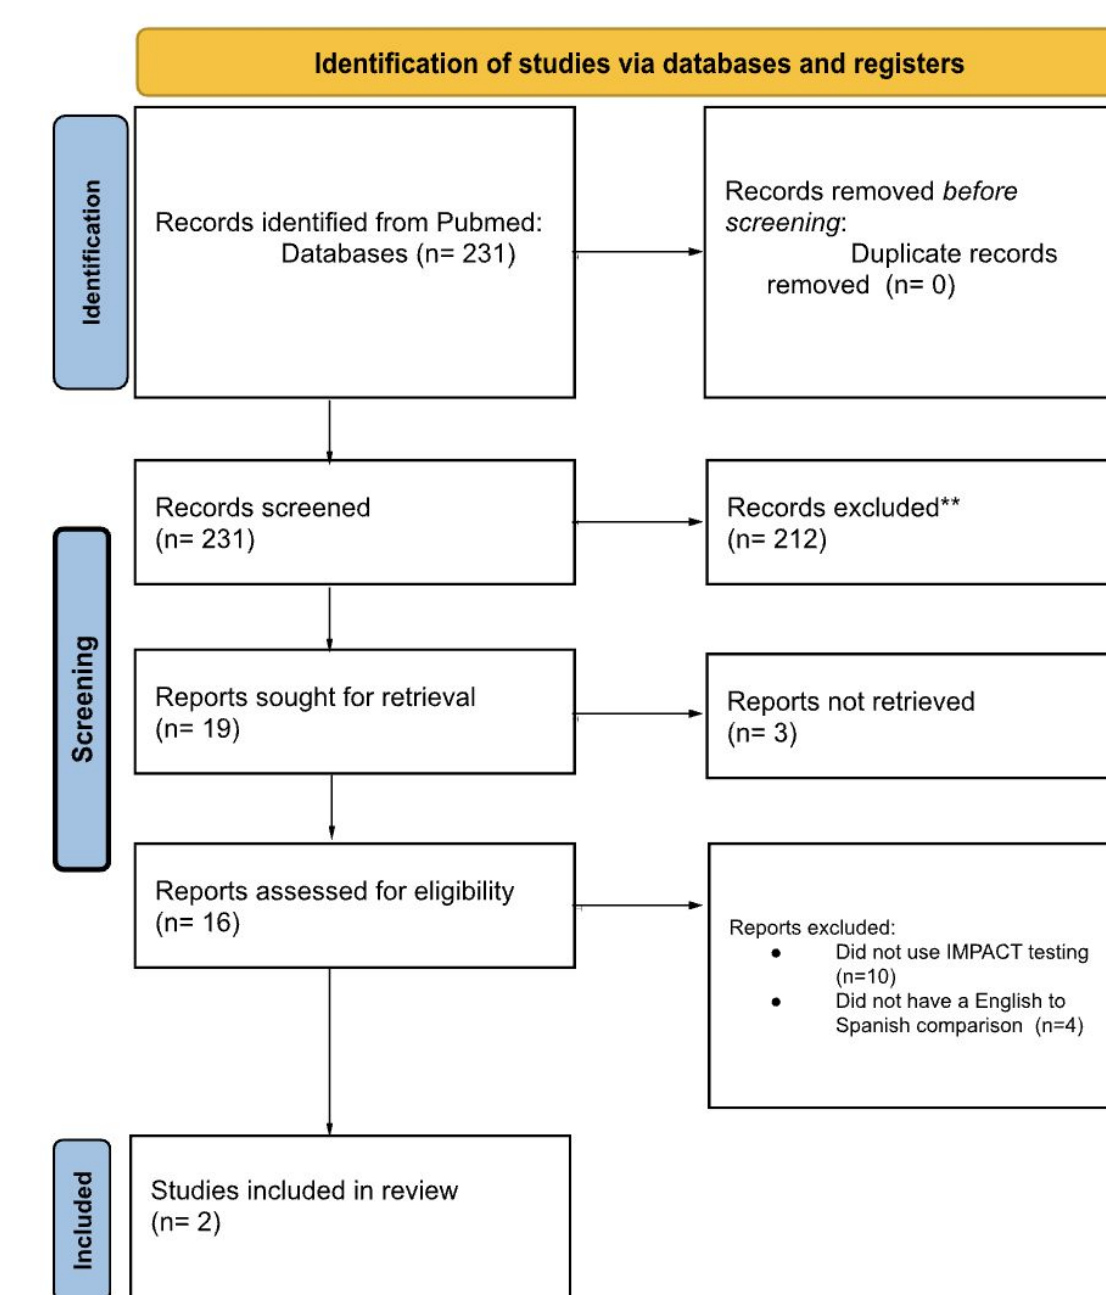 Identification of studies via databases and registers
Identification
Records identified from Pubmed:
Databases (n= 231)
Records removed before
screening:
Duplicate records
removed (n= 0)
Screening
Records screened
(n= 231)
Records excluded**
(n= 212)
Reports sought for retrieval
(n= 19)
Reports not retrieved
(n= 3)
Reports assessed for eligibility
(n= 16)
Reports excluded:
● Did not use IMPACT testing
(n=10)
● Did not have a English to
Spanish comparison (n=4)
Included
Studies included in review
(n= 2)